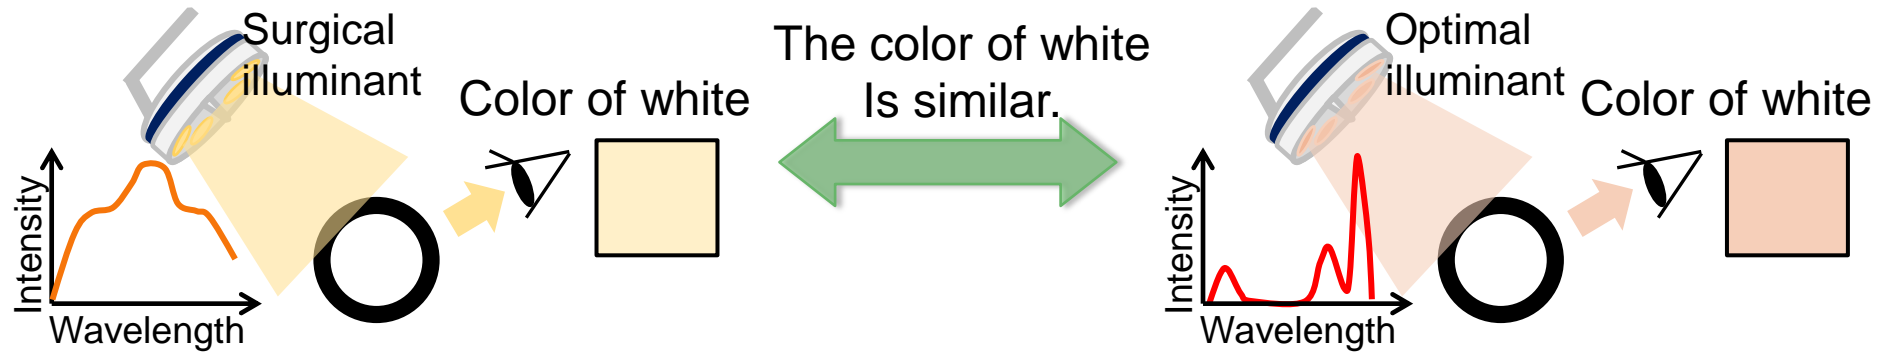 Surgical
illuminant
Color of white
Intensity
Wavelength
The color of white
Is similar.
Optimal
illuminant
Color of white
Intensity
Wavelength